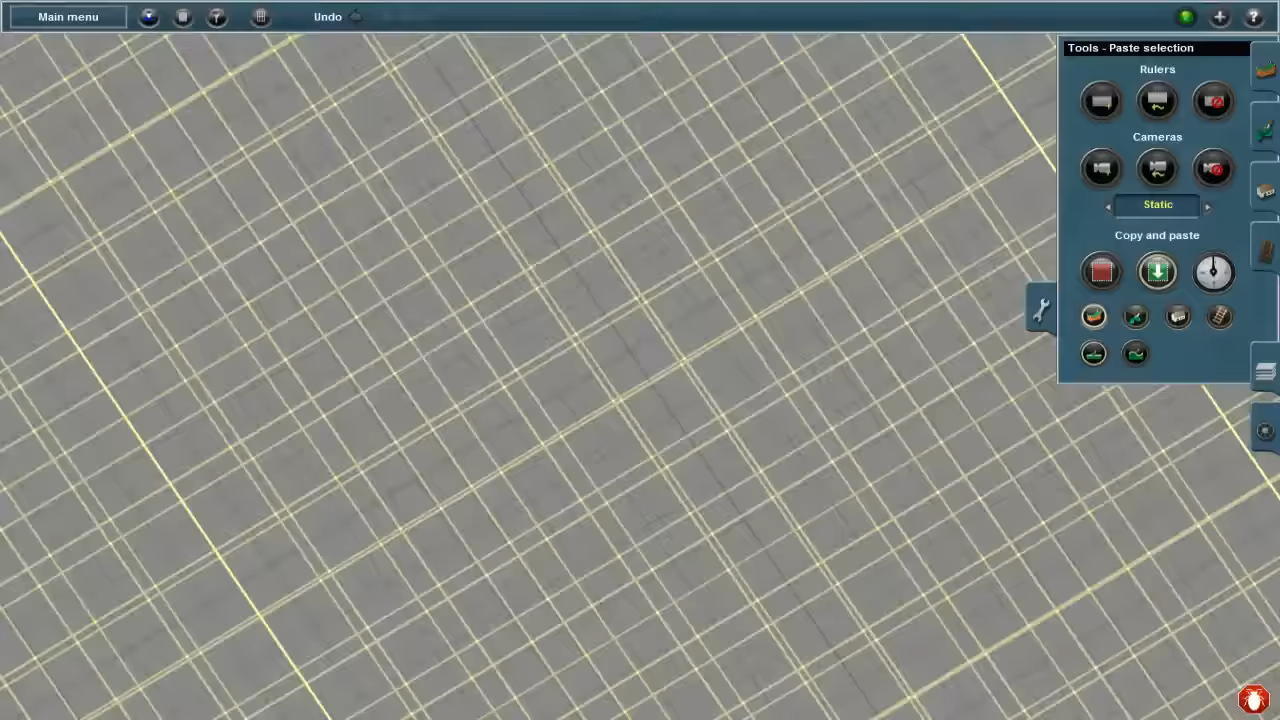 Main menu
Undo
?
Tools - Paste selection
Rulers
Cameras
Static
Copy and paste